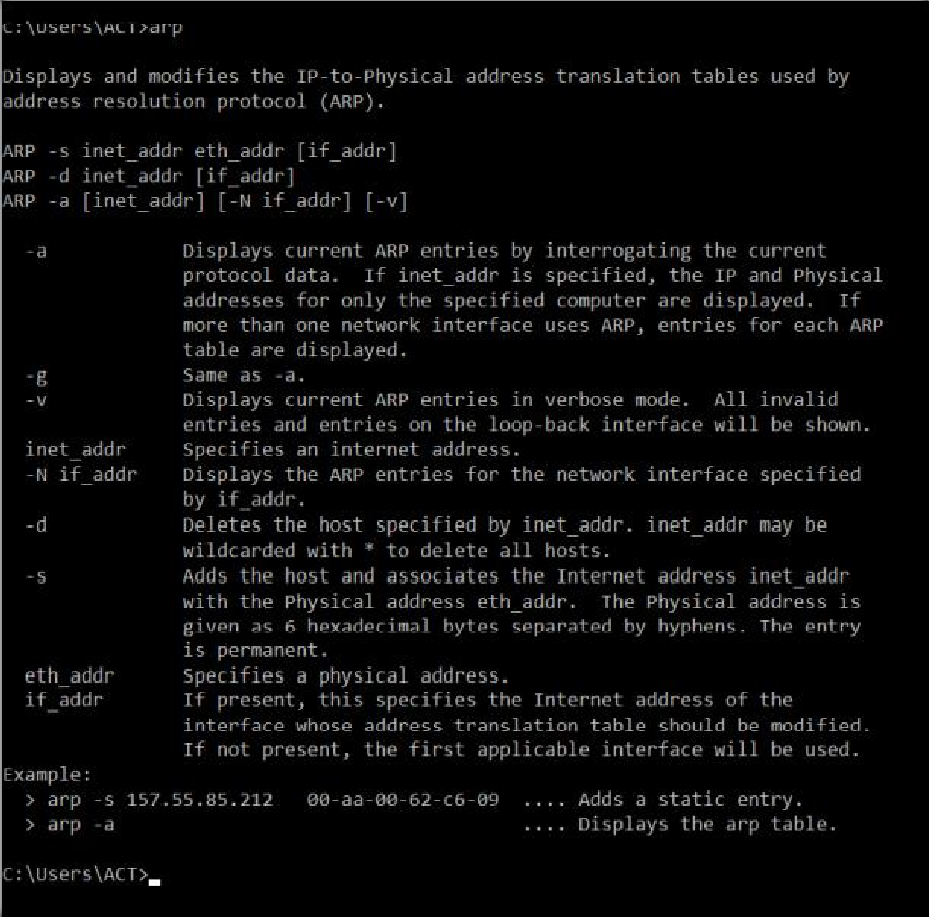 C:\Users\ACT>arp
Displays and modifies the IP-to-Physical address translation tables used by
address resolution protocol (ARP).
ARP -s inet_addr eth_addr [if_addr]
ARP -d inet_addr [if_addr]
ARP -a [inet_addr] [-N if_addr] [-v]
-a Displays current ARP entries by interrogating the current
protocol data. If inet_addr is specified, the IP and Physical
addresses for only the specified computer are displayed. If
more than one network interface uses ARP, entries for each ARP
table are displayed.
-g Same as -a.
-v Displays current ARP entries in verbose mode. All invalid
entries and entries on the loop-back interface will be shown.
inet_addr Specifies an internet address.
-N if_addr Displays the ARP entries for the network interface specified
by if_addr.
-d Deletes the host specified by inet_addr. inet_addr may be
wildcarded with * to delete all hosts.
-s Adds the host and associates the Internet address inet_addr
with the Physical address eth_addr. The Physical address is
given as 6 hexadecimal bytes separated by hyphens. The entry
is permanent.
eth_addr Specifies a physical address.
if_addr If present, this specifies the Internet address of the
interface whose address translation table should be modified.
If not present, the first applicable interface will be used.
Example:
> arp -s 157.55.85.212 00-aa-00-62-c6-09 .... Adds a static entry.
> arp -a .... Displays the arp table.
C:\Users\ACT>